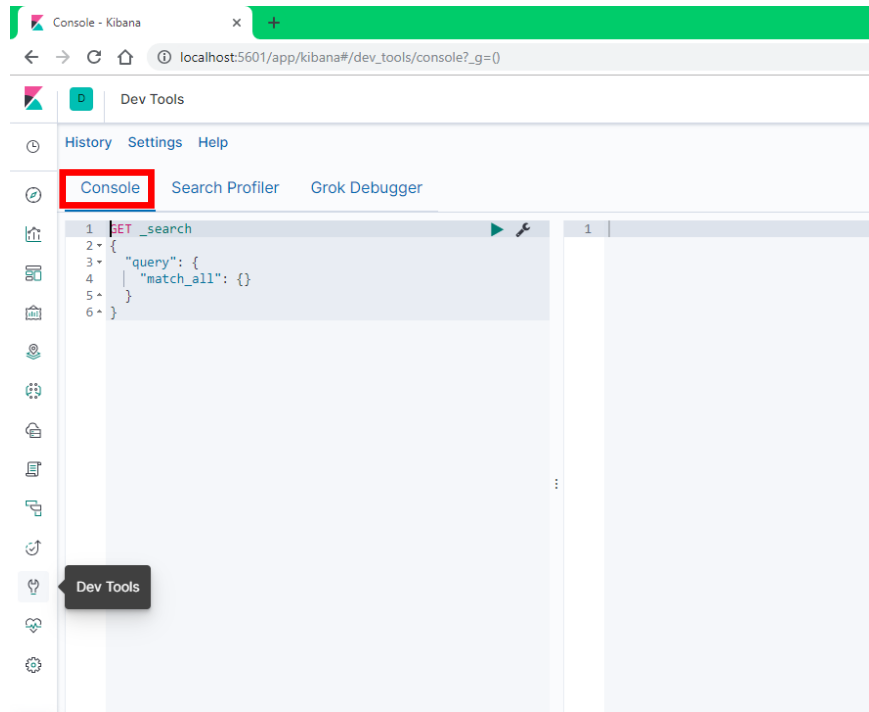 Console - Kibana
localhost:5601/app/kibana#/dev_tools/console?_g=()
D Dev Tools
History Settings Help
Console Search Profiler Grok Debugger
1 GET _search
2 {
3 "query": {
4 "match_all": {}
5 }
6 }
1
Dev Tools